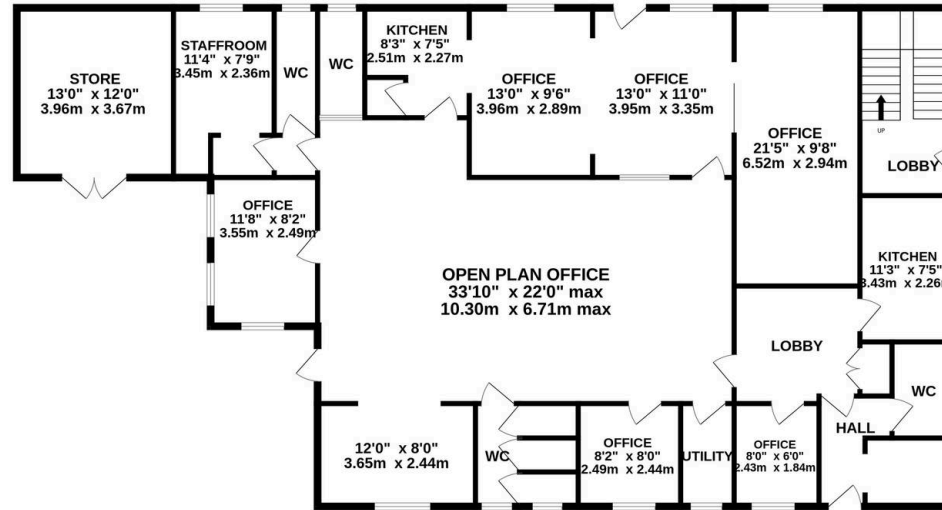 STORE
13'0" x 12'0"
3.96m x 3.67m
STAFFROOM
11'4" x 7'9"
3.45m x 2.36m
WC
WC
KITCHEN
8'3" x 7'5"
2.51m x 2.27m
OFFICE
13'0" x 9'6"
3.96m x 2.89m
OFFICE
13'0" x 11'0"
3.95m x 3.35m
OFFICE
21'5" x 9'8"
6.52m x 2.94m
UP
LOBBY
OFFICE
11'8" x 8'2"
3.55m x 2.49m
OPEN PLAN OFFICE
33'10" x 22'0" max
10.30m x 6.71m max
KITCHEN
11'3" x 7'5"
3.43m x 2.26
LOBBY
WC
HALL
12'0" x 8'0"
3.65m x 2.44m
WC
OFFICE
8'2" x 8'0"
2.49m x 2.44m
UTILITY
OFFICE
8'0" x 6'0"
2.43m x 1.84m